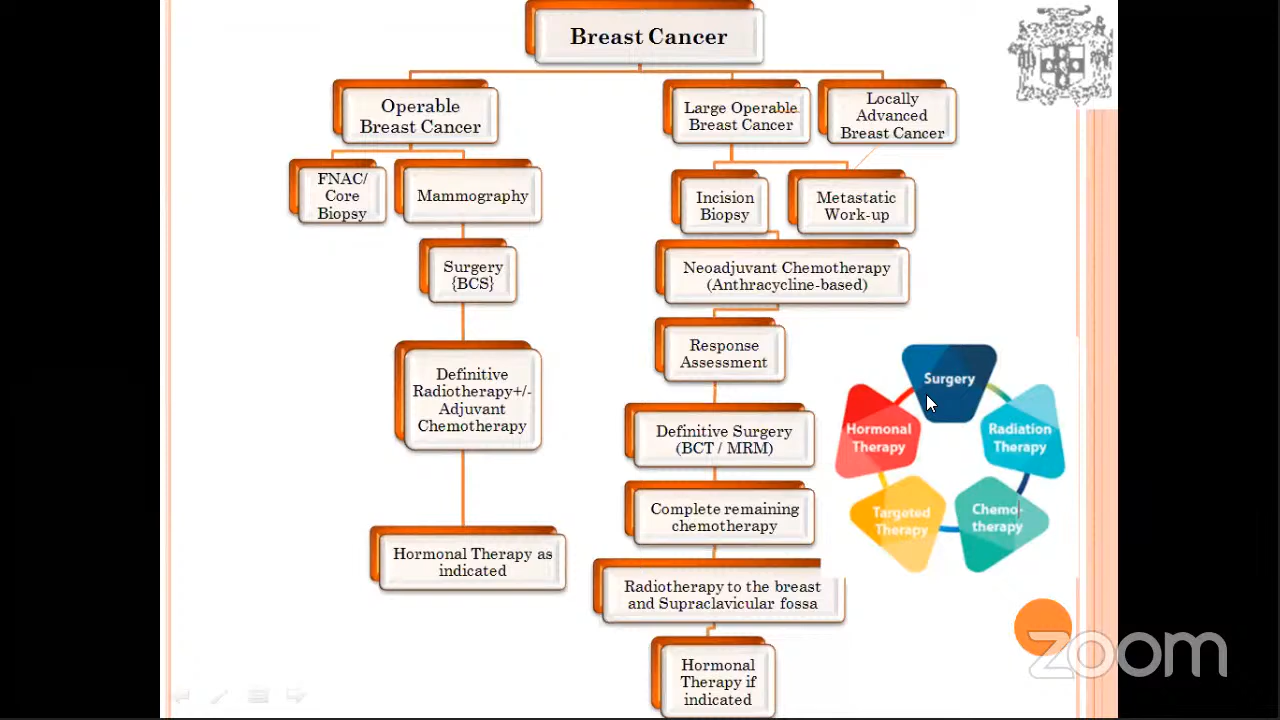 Breast Cancer
Operable
Breast Cancer
Large Operable
Breast Cancer
Locally
Advanced
Breast Cancer
FNAC/
Core
Biopsy
Mammography
Incision
Biopsy
Metastatic
Work-up
Surgery
{BCS}
Neoadjuvant Chemotherapy
(Anthracycline-based)
Response
Assessment
Definitive
Radiotherapy+/-
Adjuvant
Chemotherapy
Definitive Surgery
(BCT / MRM)
Complete remaining
chemotherapy
Hormonal Therapy as
indicated
Radiotherapy to the breast
and Supraclavicular fossa
Hormonal
Therapy if
indicated
Surgery
Hormonal
Therapy
Radiation
Therapy
Targeted
Therapy
Chemo-
therapy
zoom